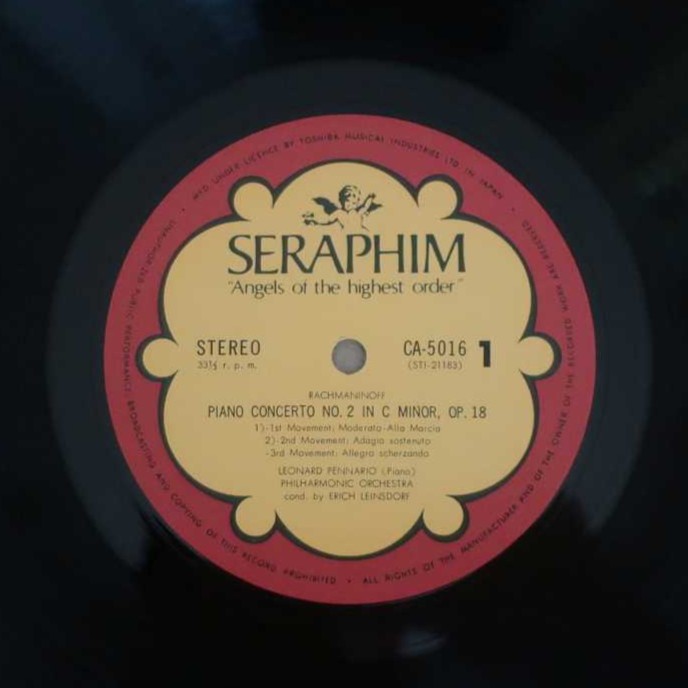 MFD. UNDER LICENCE BY TOSHIBA MUSICAL INDUSTRIES LTD. IN JAPAN
SERAPHIM
"Angels of the highest order"
STEREO
33⅓ r. p. m.
CA-5016 1
(STI-21183)
RACHMANINOFF
PIANO CONCERTO NO. 2 IN C MINOR, OP. 18
1)-1st Movement: Moderato-Alla Marcia
2)-2nd Movement: Adagio sostenuto
-3rd Movement: Allegro scherzando
LEONARD PENNARIO (Piano)
PHILHARMONIC ORCHESTRA
cond. by ERICH LEINSDORF
ALL RIGHTS OF THE MANUFACTURER AND OF THE OWNER OF THE RECORDED WORK ARE RESERVED
UNAUTHORIZED PUBLIC PERFORMANCE, BROADCASTING AND COPYING OF THIS RECORD PROHIBITED